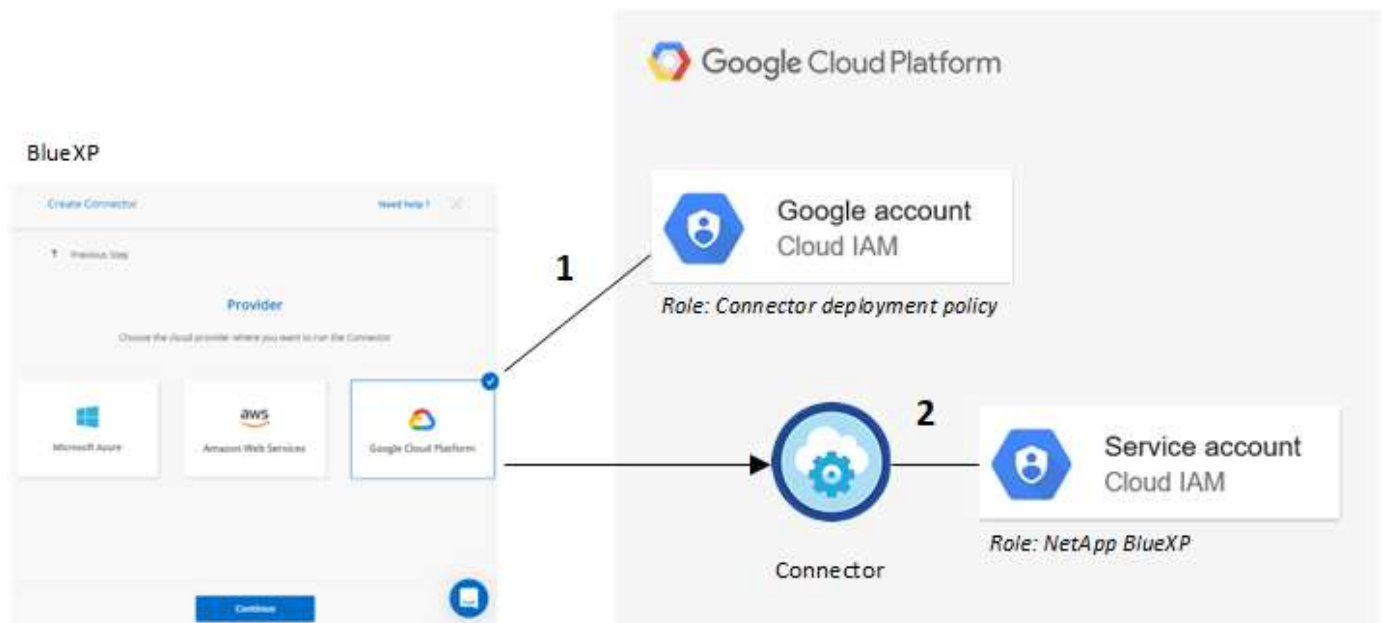 Google Cloud Platform
BlueXP
Create Connector
Need help?
Previous Step
Provider
Choose the cloud provider where you want to run the Connector
Microsoft Azure
aws
Amazon Web Services
Google Cloud Platform
Continue
1
Google account
Cloud IAM
Role: Connector deployment policy
2
Connector
Service account
Cloud IAM
Role: NetApp BlueXP